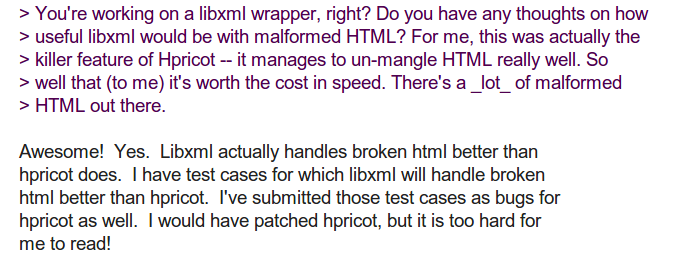 > You're working on a libxml wrapper, right? Do you have any thoughts on how
> useful libxml would be with malformed HTML? For me, this was actually the
> killer feature of Hpricot -- it manages to un-mangle HTML really well. So
> well that (to me) it's worth the cost in speed. There's a _lot_ of malformed
> HTML out there.
Awesome!  Yes.  Libxml actually handles broken html better than
hpricot does.  I have test cases for which libxml will handle broken
html better than hpricot.  I've submitted those test cases as bugs for
hpricot as well.  I would have patched hpricot, but it is too hard for
me to read!